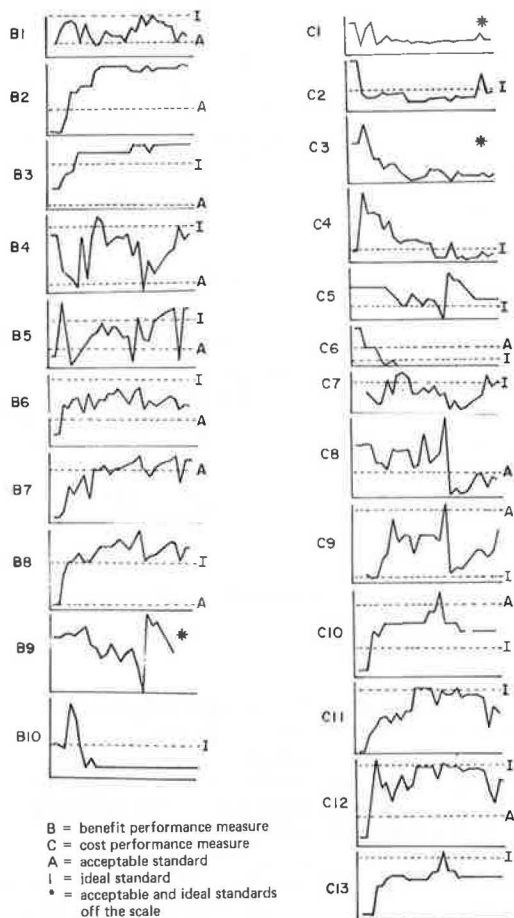 B1 I
A
B2 A
B3 I
A
B4 I
A
B5 I
A
B6 I
A
B7 A
B8 I
A
B9 *
B10 I
C1 *
C2 I
C3 *
C4 I
C5 I
C6 A
I
C7 I
C8 A
C9 A
I
C10 A
I
C11 I
C12 I
A
C13 I
B = benefit performance measure
C = cost performance measure
A = acceptable standard
I = ideal standard
* = acceptable and ideal standards
off the scale